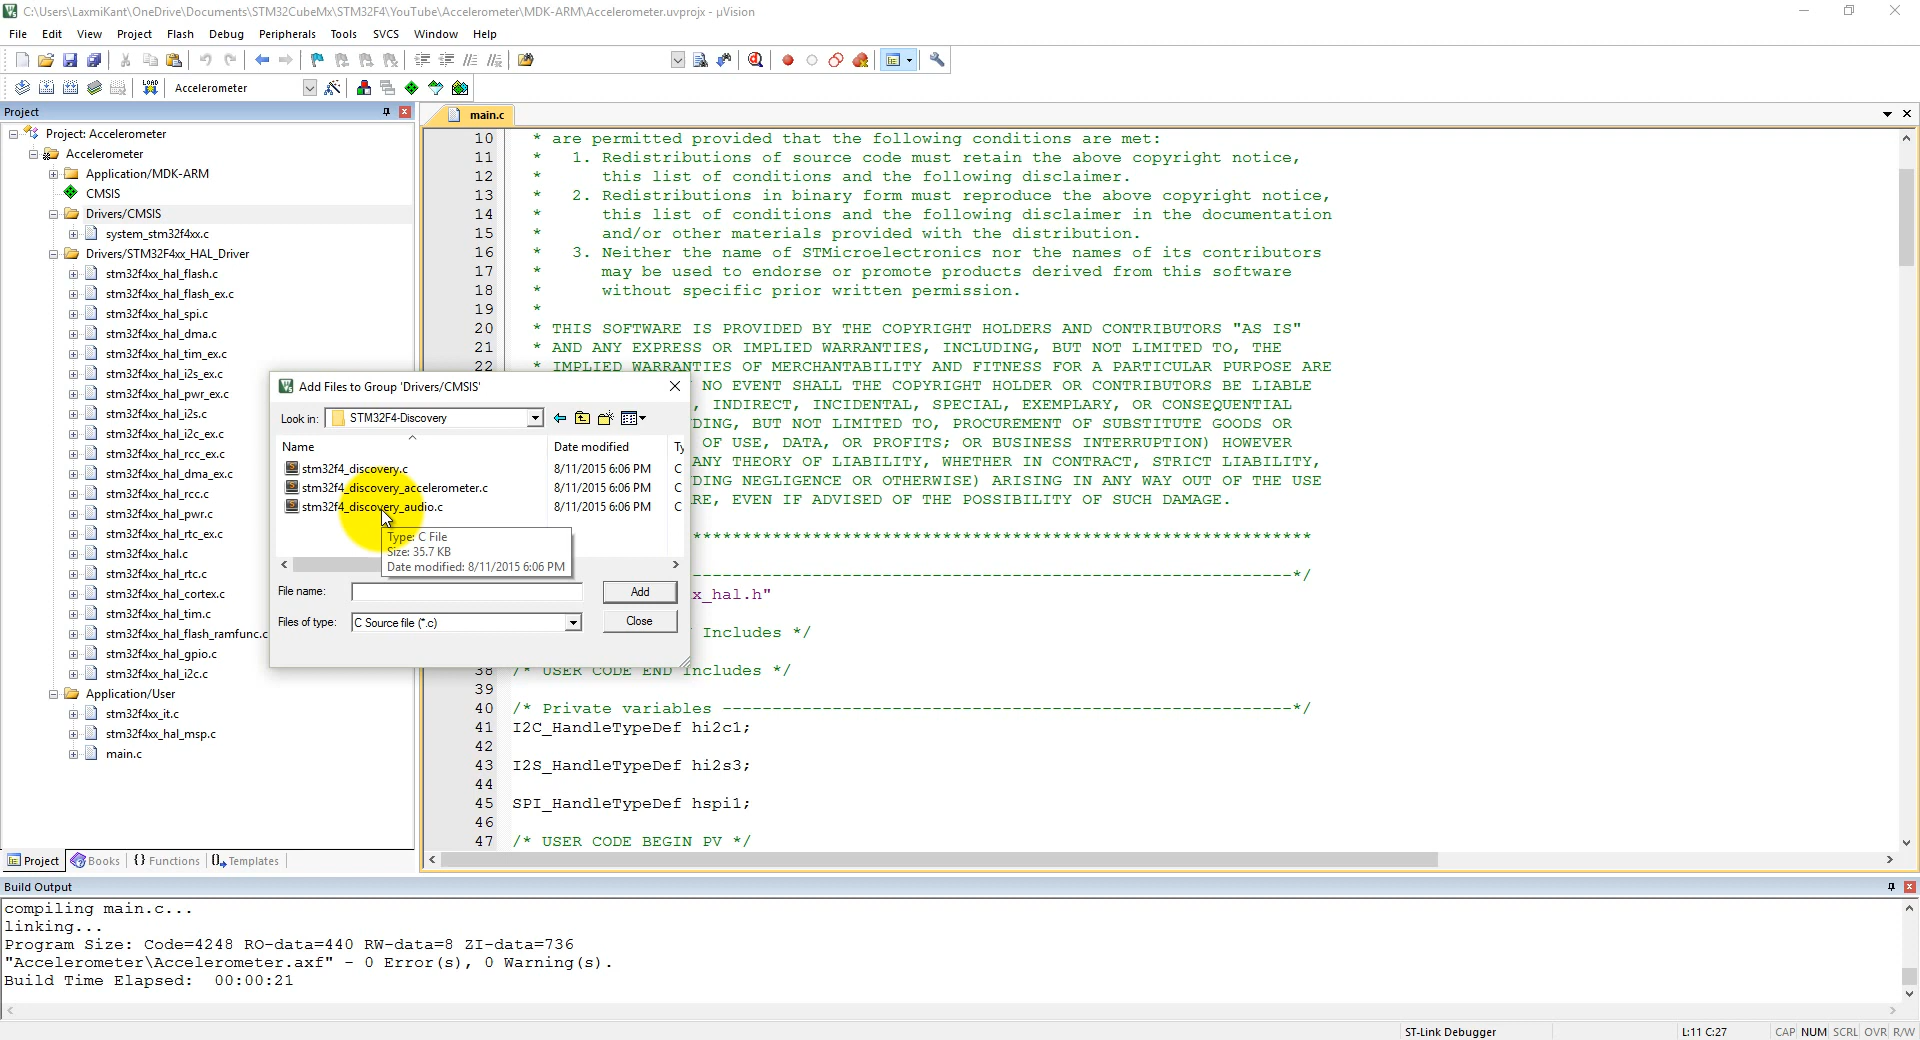 C:\Users\LaxmiKant\OneDrive\Documents\STM32CubeMx\STM32F4\YouTube\Accelerometer\MDK-ARM\Accelerometer.uvprojx - µVision
File Edit View Project Flash Debug Peripherals Tools SVCS Window Help
LOAD Accelerometer
Project
Project: Accelerometer
Accelerometer
Application/MDK-ARM
CMSIS
Drivers/CMSIS
system_stm32f4xx.c
Drivers/STM32F4xx_HAL_Driver
stm32f4xx_hal_flash.c
stm32f4xx_hal_flash_ex.c
stm32f4xx_hal_spi.c
stm32f4xx_hal_dma.c
stm32f4xx_hal_tim_ex.c
stm32f4xx_hal_i2s_ex.c
stm32f4xx_hal_pwr_ex.c
stm32f4xx_hal_i2s.c
stm32f4xx_hal_i2c_ex.c
stm32f4xx_hal_rcc_ex.c
stm32f4xx_hal_dma_ex.c
stm32f4xx_hal_rcc.c
stm32f4xx_hal_pwr.c
stm32f4xx_hal_rtc_ex.c
stm32f4xx_hal.c
stm32f4xx_hal_rtc.c
stm32f4xx_hal_cortex.c
stm32f4xx_hal_tim.c
stm32f4xx_hal_flash_ramfunc.c
stm32f4xx_hal_gpio.c
stm32f4xx_hal_i2c.c
Application/User
stm32f4xx_it.c
stm32f4xx_hal_msp.c
main.c
Project Books Functions Templates
main.c
10 * are permitted provided that the following conditions are met:
11 * 1. Redistributions of source code must retain the above copyright notice,
12 * this list of conditions and the following disclaimer.
13 * 2. Redistributions in binary form must reproduce the above copyright notice,
14 * this list of conditions and the following disclaimer in the documentation
15 * and/or other materials provided with the distribution.
16 * 3. Neither the name of STMicroelectronics nor the names of its contributors
17 * may be used to endorse or promote products derived from this software
18 * without specific prior written permission.
19 *
20 * THIS SOFTWARE IS PROVIDED BY THE COPYRIGHT HOLDERS AND CONTRIBUTORS "AS IS"
21 * AND ANY EXPRESS OR IMPLIED WARRANTIES, INCLUDING, BUT NOT LIMITED TO, THE
22 * IMPLIED WARRANTIES OF MERCHANTABILITY AND FITNESS FOR A PARTICULAR PURPOSE ARE
NO EVENT SHALL THE COPYRIGHT HOLDER OR CONTRIBUTORS BE LIABLE
, INDIRECT, INCIDENTAL, SPECIAL, EXEMPLARY, OR CONSEQUENTIAL
DING, BUT NOT LIMITED TO, PROCUREMENT OF SUBSTITUTE GOODS OR
OF USE, DATA, OR PROFITS; OR BUSINESS INTERRUPTION) HOWEVER
ANY THEORY OF LIABILITY, WHETHER IN CONTRACT, STRICT LIABILITY,
DING NEGLIGENCE OR OTHERWISE) ARISING IN ANY WAY OUT OF THE USE
RE, EVEN IF ADVISED OF THE POSSIBILITY OF SUCH DAMAGE.
*************************************************************
---------------------------------------------------------*/
x_hal.h"
Includes */
38 /* USER CODE END Includes */
39
40 /* Private variables ---------------------------------------------------------*/
41 I2C_HandleTypeDef hi2c1;
42
43 I2S_HandleTypeDef hi2s3;
44
45 SPI_HandleTypeDef hspi1;
46
47 /* USER CODE BEGIN PV */
Add Files to Group 'Drivers/CMSIS'
Look in: STM32F4-Discovery
Name Date modified Ty
stm32f4_discovery.c 8/11/2015 6:06 PM C
stm32f4_discovery_accelerometer.c 8/11/2015 6:06 PM C
stm32f4_discovery_audio.c 8/11/2015 6:06 PM C
Type: C File
Size: 35.7 KB
Date modified: 8/11/2015 6:06 PM
File name: Add
Files of type: C Source file (*.c) Close
Build Output
compiling main.c...
linking...
Program Size: Code=4248 RO-data=440 RW-data=8 ZI-data=736
"Accelerometer\Accelerometer.axf" - 0 Error(s), 0 Warning(s).
Build Time Elapsed: 00:00:21
ST-Link Debugger L:11 C:27 CAP NUM SCRL OVR R/W